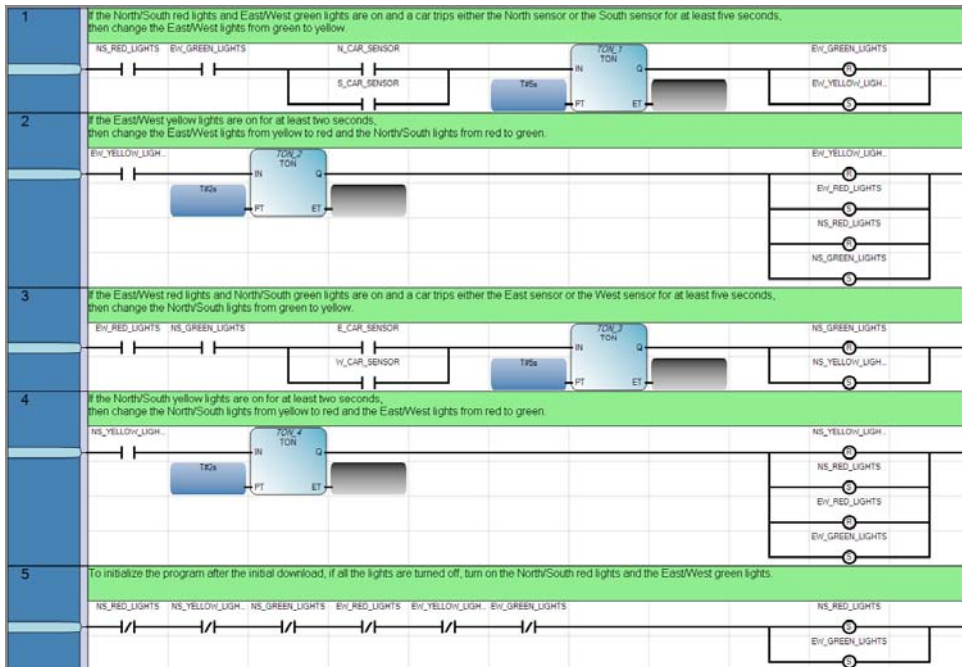 1
If the North/South red lights and East/West green lights are on and a car trips either the North sensor or the South sensor for at least five seconds,
then change the East/West lights from green to yellow.
NS_RED_LIGHTS EW_GREEN_LIGHTS N_CAR_SENSOR TON_1 EW_GREEN_LIGHTS
TON
IN Q R
S_CAR_SENSOR T#5s EW_YELLOW_LIGH..
PT ET S
2
If the East/West yellow lights are on for at least two seconds,
then change the East/West lights from yellow to red and the North/South lights from red to green.
EW_YELLOW_LIGH.. TON_2 EW_YELLOW_LIGH..
TON
IN Q R
T#2s EW_RED_LIGHTS
PT ET S
NS_RED_LIGHTS
R
NS_GREEN_LIGHTS
S
3
If the East/West red lights and North/South green lights are on and a car trips either the East sensor or the West sensor for at least five seconds,
then change the North/South lights from green to yellow.
EW_RED_LIGHTS NS_GREEN_LIGHTS E_CAR_SENSOR TON_3 NS_GREEN_LIGHTS
TON
IN Q R
W_CAR_SENSOR T#5s NS_YELLOW_LIGH..
PT ET S
4
If the North/South yellow lights are on for at least two seconds,
then change the North/South lights from yellow to red and the East/West lights from red to green.
NS_YELLOW_LIGH.. TON_4 NS_YELLOW_LIGH..
TON
IN Q R
T#2s NS_RED_LIGHTS
PT ET S
EW_RED_LIGHTS
R
EW_GREEN_LIGHTS
S
5
To initialize the program after the initial download, if all the lights are turned off, turn on the North/South red lights and the East/West green lights.
NS_RED_LIGHTS NS_YELLOW_LIGH.. NS_GREEN_LIGHTS EW_RED_LIGHTS EW_YELLOW_LIGH.. EW_GREEN_LIGHTS NS_RED_LIGHTS
S
EW_GREEN_LIGHTS
S